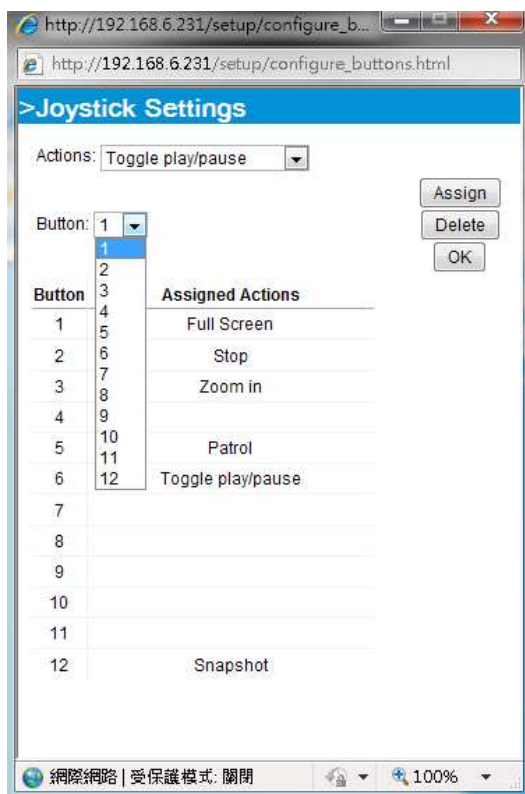 http://192.168.6.231/setup/configure_b...
http://192.168.6.231/setup/configure_buttons.html
>Joystick Settings
Actions: Toggle play/pause
Assign
Button: 1
Delete
OK
1
2
3
4
5
6
7
8
9
10
11
12
Button Assigned Actions
1 Full Screen
2 Stop
3 Zoom in
4
5 Patrol
6 Toggle play/pause
7
8
9
10
11
12 Snapshot
網際網路 | 受保護模式: 關閉
100%